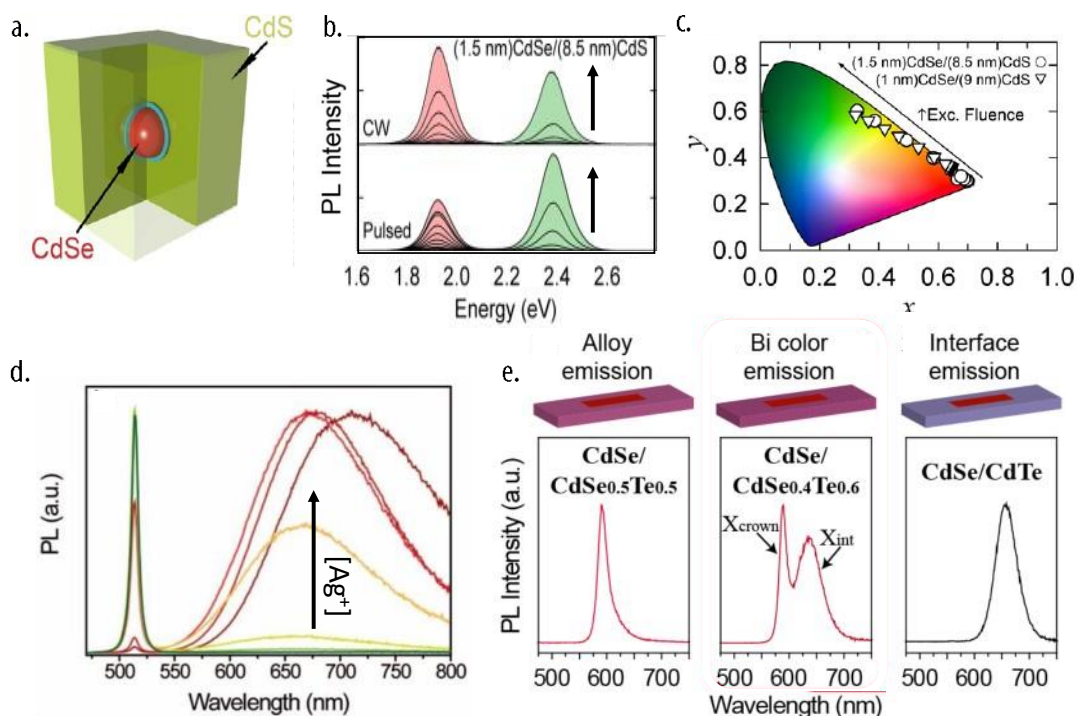 a.
CdS
CdSe
b.
(1.5 nm)CdSe/(8.5 nm)CdS
CW
Pulsed
PL Intensity
1.6 1.8 2.0 2.2 2.4 2.6
Energy (eV)
c.
(1.5 nm)CdSe/(8.5 nm)CdS
(1 nm)CdSe/(9 nm)CdS
↑Exc. Fluence
y
0.8
0.6
0.4
0.2
0.0
0.0 0.2 0.4 0.6 0.8 1.0
x
d.
PL (a.u.)
[Ag⁺]
500 550 600 650 700 750 800
Wavelength (nm)
e.
Alloy
emission
Bi color
emission
Interface
emission
CdSe/
CdSe0.5Te0.5
CdSe/
CdSe0.4Te0.6
Xcrown
Xint
CdSe/CdTe
PL Intensity (a.u.)
500 600 700
500 600 700
500 600 700
Wavelength (nm)